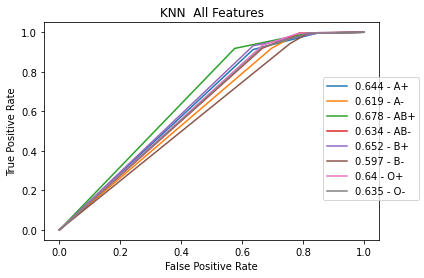 KNN  All Features
True Positive Rate
1.0
0.8
0.6
0.4
0.2
0.0
0.644 - A+
0.619 - A-
0.678 - AB+
0.634 - AB-
0.652 - B+
0.597 - B-
0.64 - O+
0.635 - O-
0.0 0.2 0.4 0.6 0.8 1.0
False Positive Rate